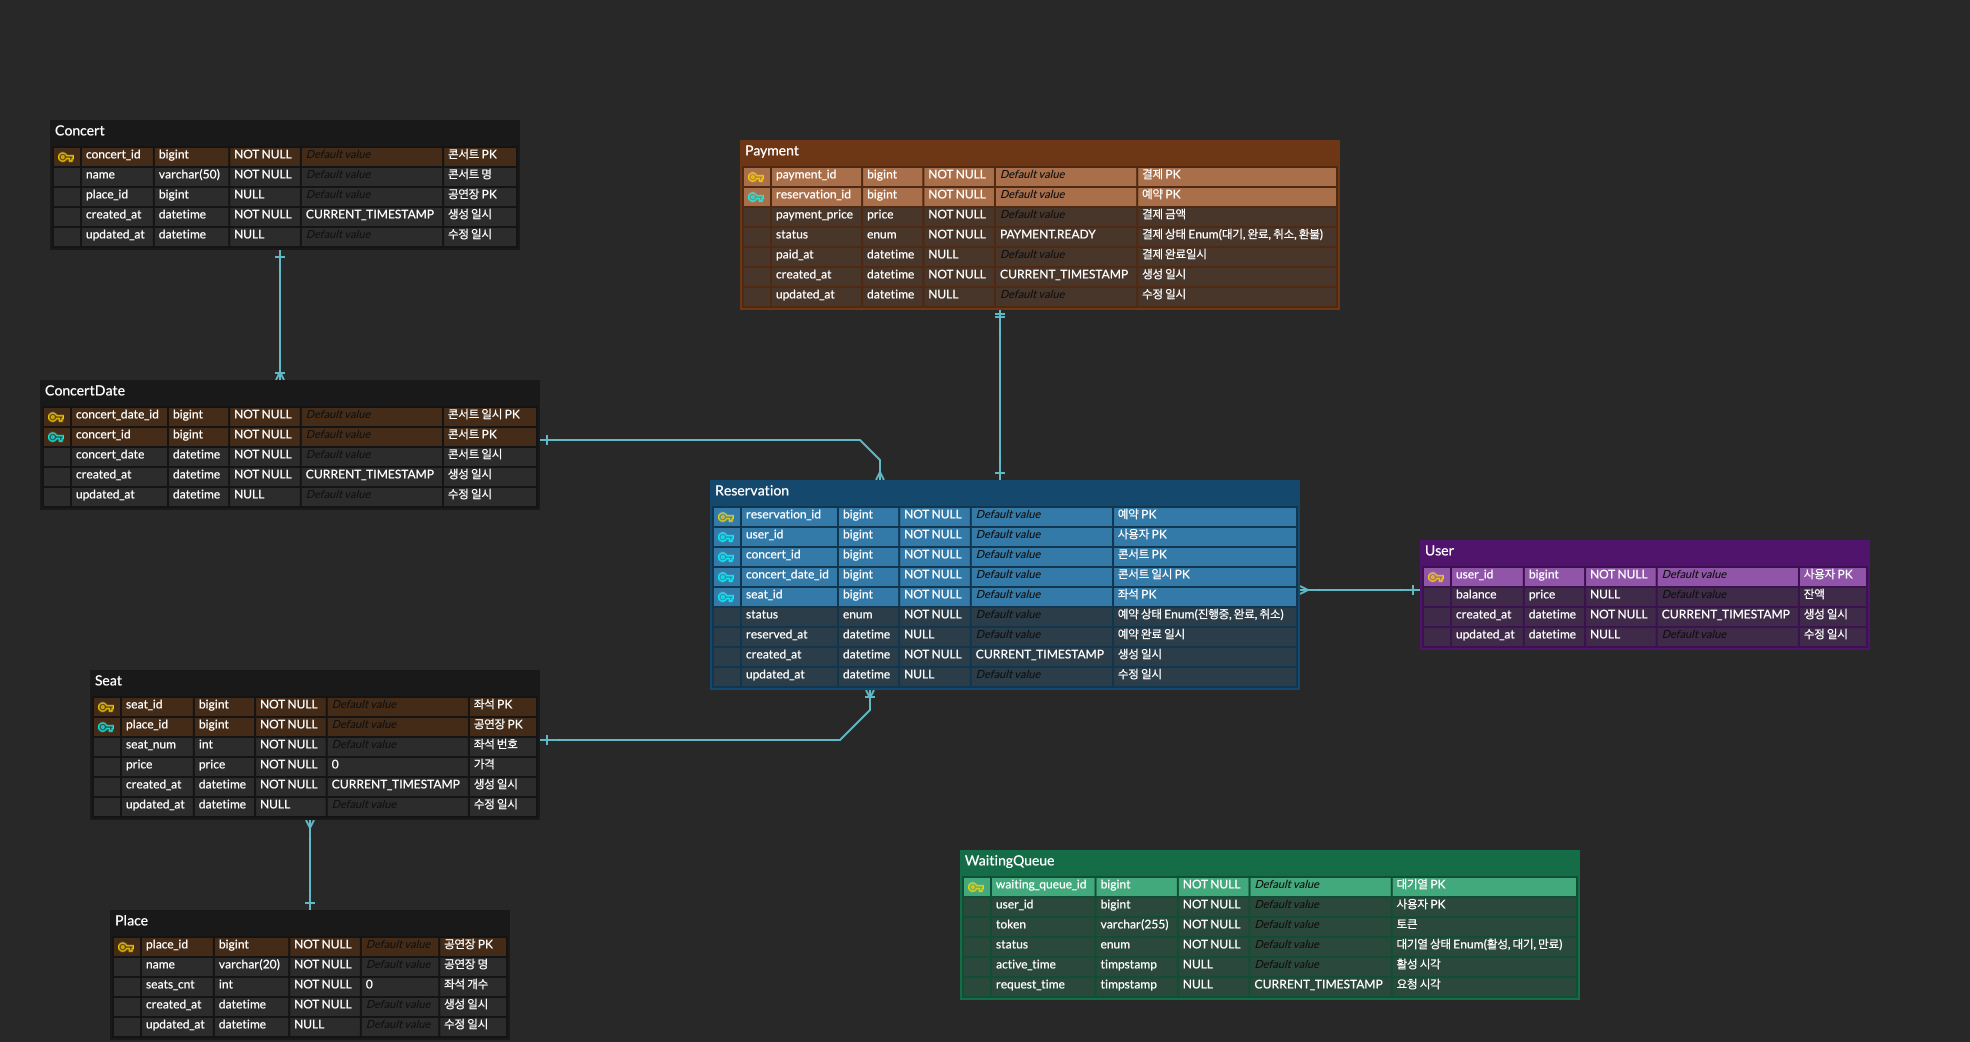 Concert
concert_id bigint NOT NULL Default value 콘서트 PK
name varchar(50) NOT NULL Default value 콘서트 명
place_id bigint NULL Default value 공연장 PK
created_at datetime NOT NULL CURRENT_TIMESTAMP 생성 일시
updated_at datetime NULL Default value 수정 일시
Payment
payment_id bigint NOT NULL Default value 결제 PK
reservation_id bigint NOT NULL Default value 예약 PK
payment_price price NOT NULL Default value 결제 금액
status enum NOT NULL PAYMENT.READY 결제 상태 Enum(대기, 완료, 취소, 환불)
paid_at datetime NULL Default value 결제 완료일시
created_at datetime NOT NULL CURRENT_TIMESTAMP 생성 일시
updated_at datetime NULL Default value 수정 일시
ConcertDate
concert_date_id bigint NOT NULL Default value 콘서트 일시 PK
concert_id bigint NOT NULL Default value 콘서트 PK
concert_date datetime NOT NULL Default value 콘서트 일시
created_at datetime NOT NULL CURRENT_TIMESTAMP 생성 일시
updated_at datetime NULL Default value 수정 일시
Reservation
reservation_id bigint NOT NULL Default value 예약 PK
user_id bigint NOT NULL Default value 사용자 PK
concert_id bigint NOT NULL Default value 콘서트 PK
concert_date_id bigint NOT NULL Default value 콘서트 일시 PK
seat_id bigint NOT NULL Default value 좌석 PK
status enum NOT NULL Default value 예약 상태 Enum(진행중, 완료, 취소)
reserved_at datetime NULL Default value 예약 완료 일시
created_at datetime NOT NULL CURRENT_TIMESTAMP 생성 일시
updated_at datetime NULL Default value 수정 일시
User
user_id bigint NOT NULL Default value 사용자 PK
balance price NULL Default value 잔액
created_at datetime NOT NULL CURRENT_TIMESTAMP 생성 일시
updated_at datetime NULL Default value 수정 일시
Seat
seat_id bigint NOT NULL Default value 좌석 PK
place_id bigint NOT NULL Default value 공연장 PK
seat_num int NOT NULL Default value 좌석 번호
price price NOT NULL 0 가격
created_at datetime NOT NULL CURRENT_TIMESTAMP 생성 일시
updated_at datetime NULL Default value 수정 일시
WaitingQueue
waiting_queue_id bigint NOT NULL Default value 대기열 PK
user_id bigint NOT NULL Default value 사용자 PK
token varchar(255) NOT NULL Default value 토큰
status enum NOT NULL Default value 대기열 상태 Enum(활성, 대기, 만료)
active_time timpstamp NULL Default value 활성 시각
request_time timpstamp NULL CURRENT_TIMESTAMP 요청 시각
Place
place_id bigint NOT NULL Default value 공연장 PK
name varchar(20) NOT NULL Default value 공연장 명
seats_cnt int NOT NULL 0 좌석 개수
created_at datetime NOT NULL Default value 생성 일시
updated_at datetime NULL Default value 수정 일시